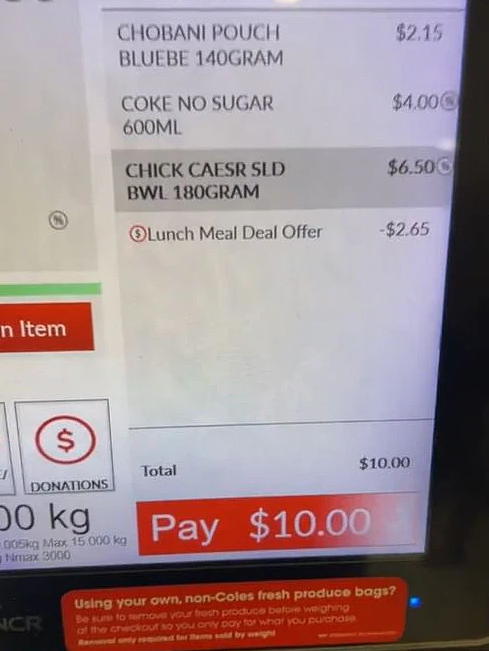 CHOBANI POUCH $2.15
BLUEBE 140GRAM
COKE NO SUGAR $4.00
600ML
CHICK CAESR SLD $6.50
BWL 180GRAM
Lunch Meal Deal Offer -$2.65
n Item
$
DONATIONS
Total $10.00
Pay $10.00
00 kg
005kg Max 15.000 kg
Nmax 3000
NCR
Using your own, non-Coles fresh produce bags?
Be sure to remove your fresh produce before weighing
at the checkout so you only pay for what you purchase.
Removal only required for items sold by weight